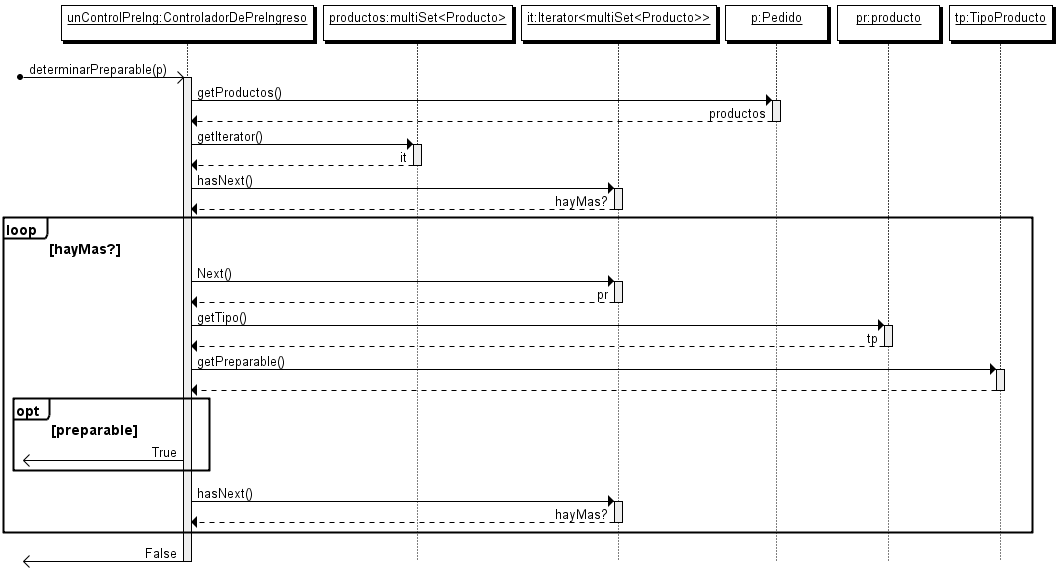 unControlPreIng:ControladorDePreIngreso
productos:multiSet<Producto>
it:Iterator<multiSet<Producto>>
p:Pedido
pr:producto
tp:TipoProducto
determinarPreparable(p)
getProductos()
productos
getIterator()
it
hasNext()
hayMas?
loop
[hayMas?]
Next()
pr
getTipo()
tp
getPreparable()
opt
[preparable]
True
hasNext()
hayMas?
False